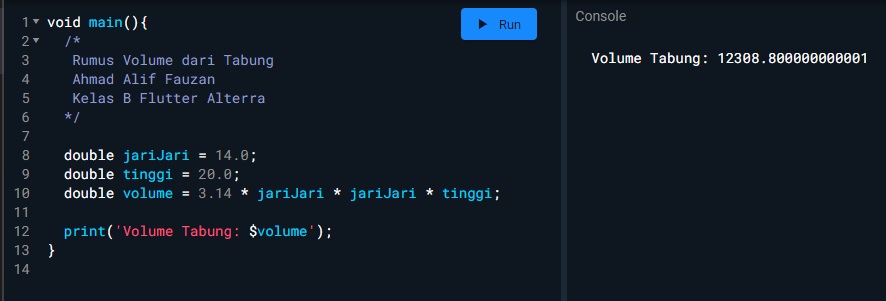 1 void main(){
2 /*
3 Rumus Volume dari Tabung
4 Ahmad Alif Fauzan
5 Kelas B Flutter Alterra
6 */
7
8 double jariJari = 14.0;
9 double tinggi = 20.0;
10 double volume = 3.14 * jariJari * jariJari * tinggi;
11
12 print('Volume Tabung: $volume');
13 }
14
Run
Console
Volume Tabung: 12308.800000000001